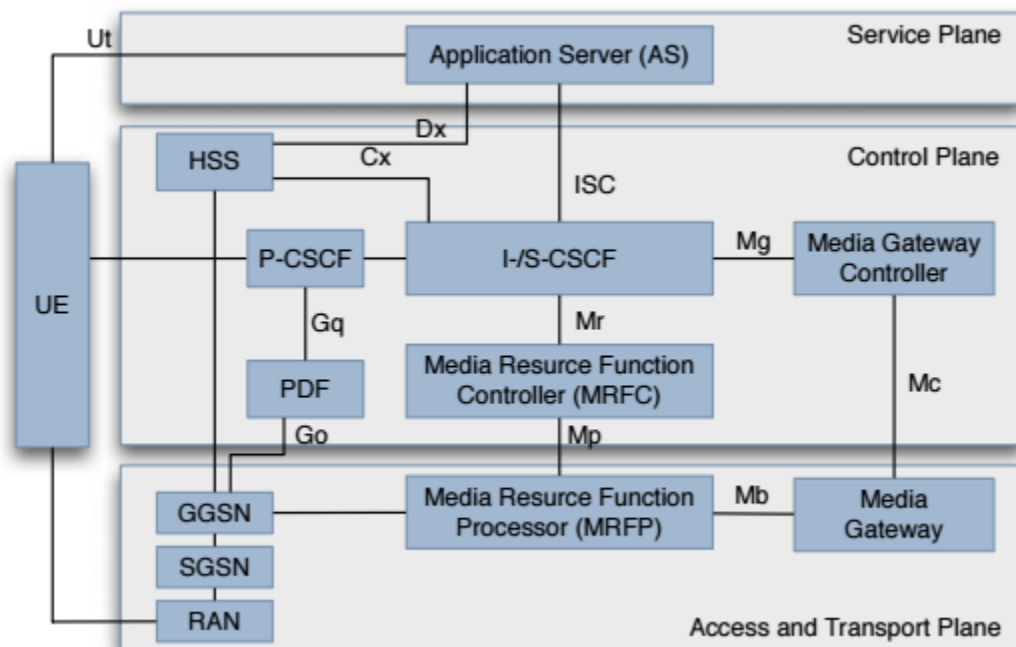 Ut
Service Plane
Application Server (AS)
Dx
HSS
Cx
Control Plane
ISC
UE
P-CSCF
I-/S-CSCF
Mg
Media Gateway
Controller
Gq
Mr
PDF
Media Resurce Function
Controller (MRFC)
Mc
Go
Mp
GGSN
Media Resurce Function
Processor (MRFP)
Mb
Media
Gateway
SGSN
RAN
Access and Transport Plane